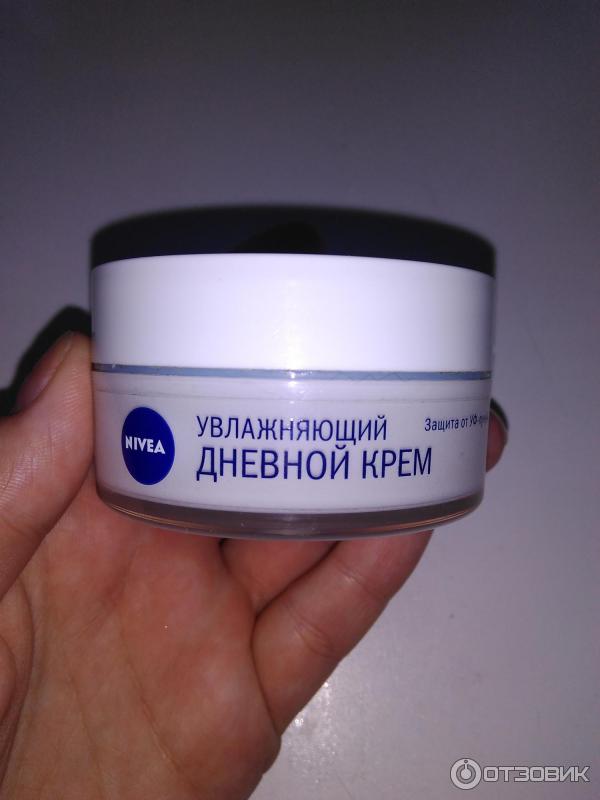 NIVEA
УВЛАЖНЯЮЩИЙ
ДНЕВНОЙ КРЕМ
Защита от УФ-
ОТЗОВИК